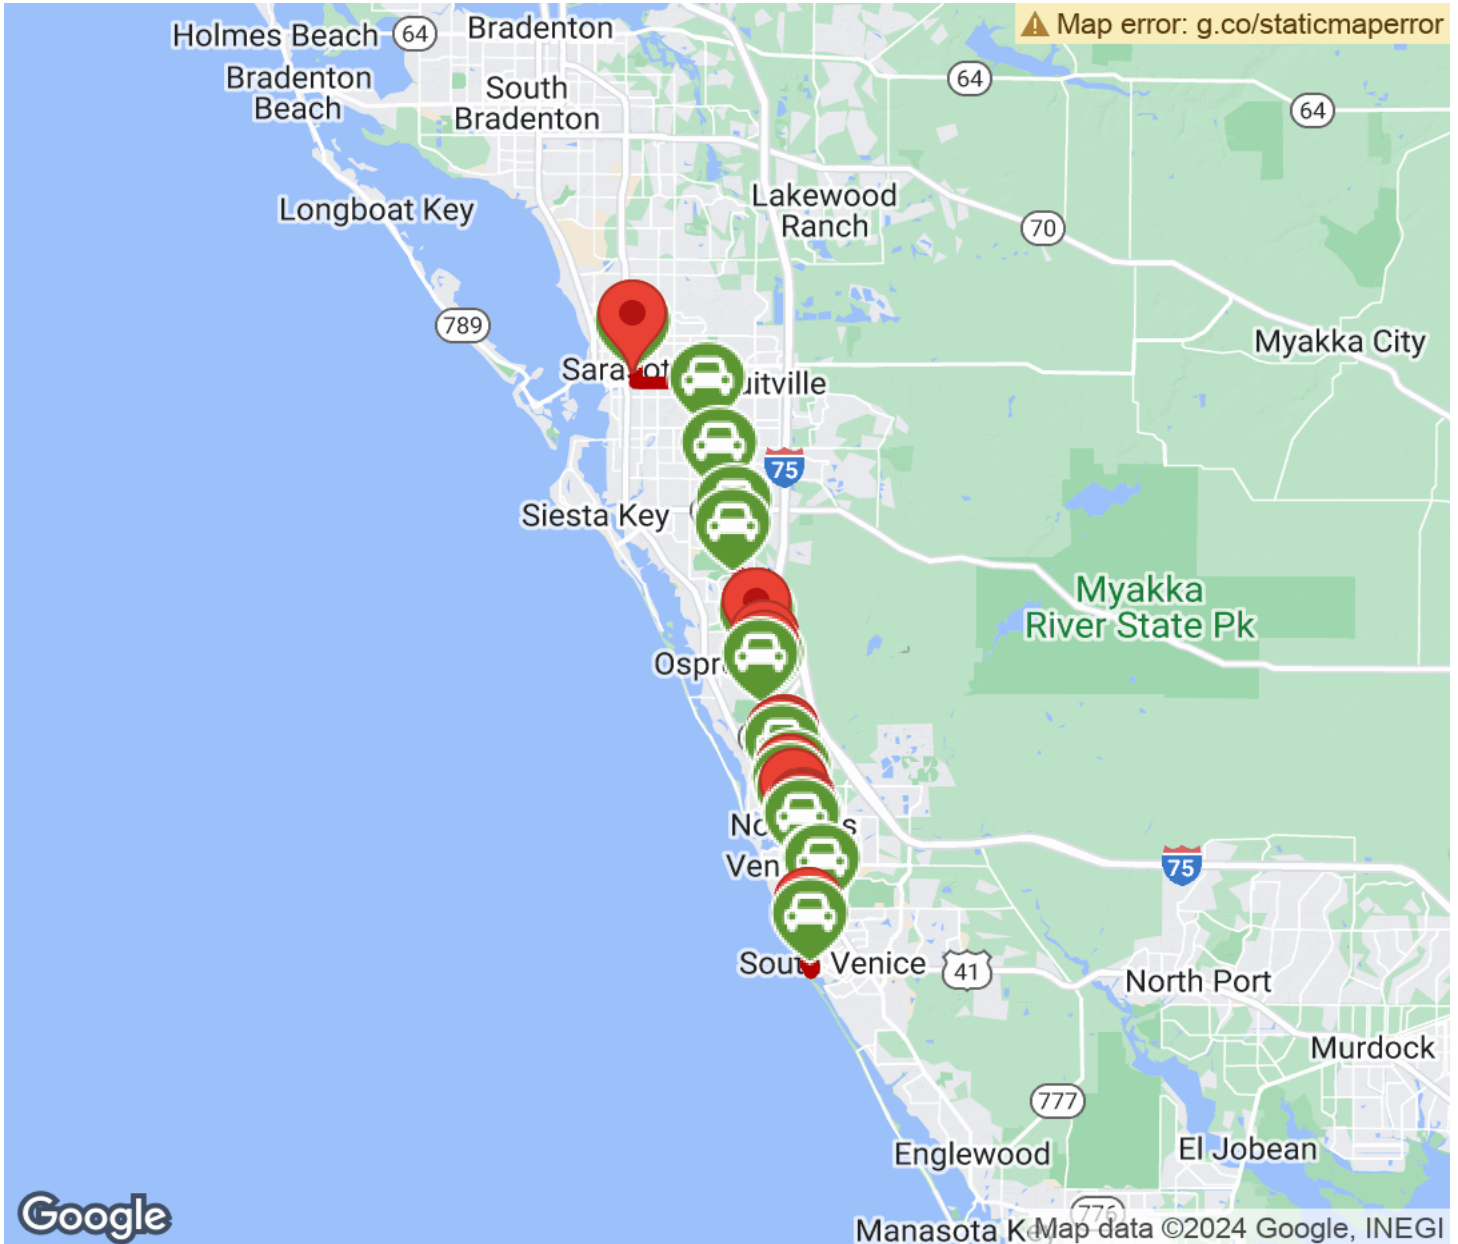 Map error: g.co/staticmaperror
Holmes Beach
64
Bradenton
Bradenton
Beach
South
Bradenton
64
64
Longboat Key
Lakewood
Ranch
70
789
Myakka City
75
Siesta Key
Myakka
River State Pk
75
Venice
41
North Port
Murdock
777
Englewood
El Jobean
776
Manasota
Google
Map data ©2024 Google, INEGI